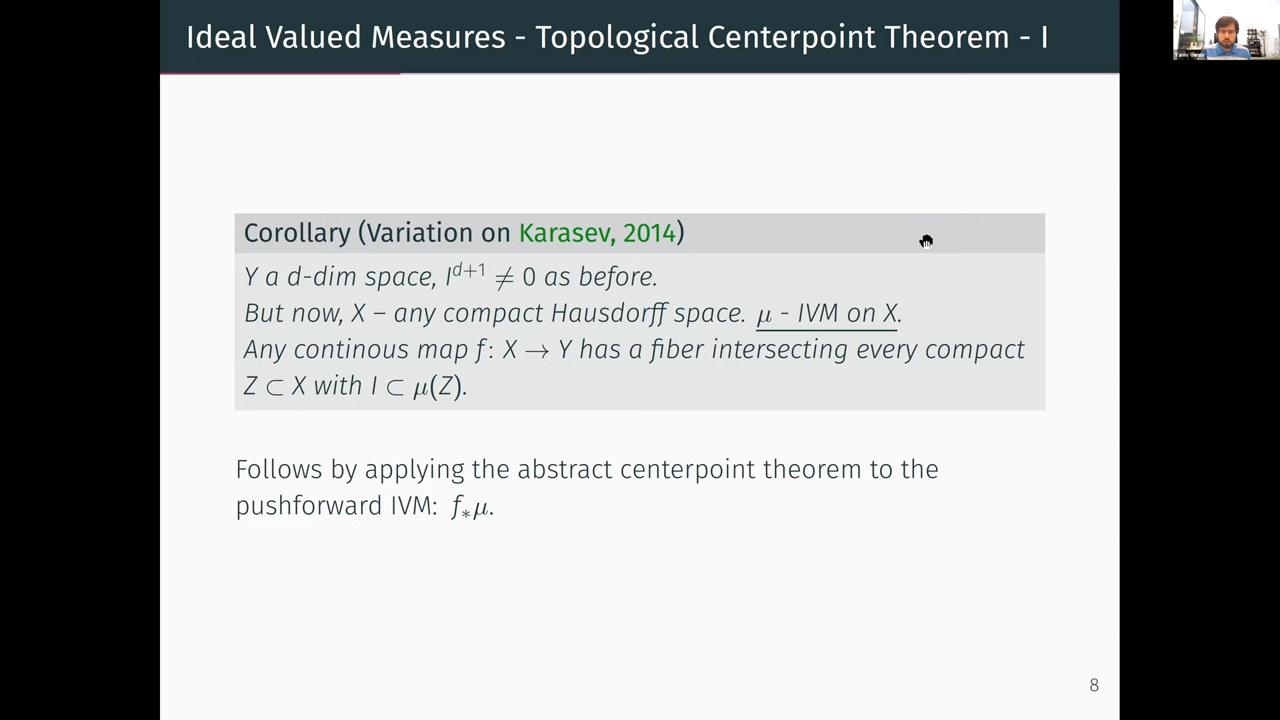 Ideal Valued Measures - Topological Centerpoint Theorem - I
Corollary (Variation on Karasev, 2014)
Y a d-dim space, I^{d+1} ≠ 0 as before.
But now, X – any compact Hausdorff space. μ - IVM on X.
Any continous map f: X → Y has a fiber intersecting every compact
Z ⊂ X with I ⊂ μ(Z).
Follows by applying the abstract centerpoint theorem to the
pushforward IVM: f_*μ.
8